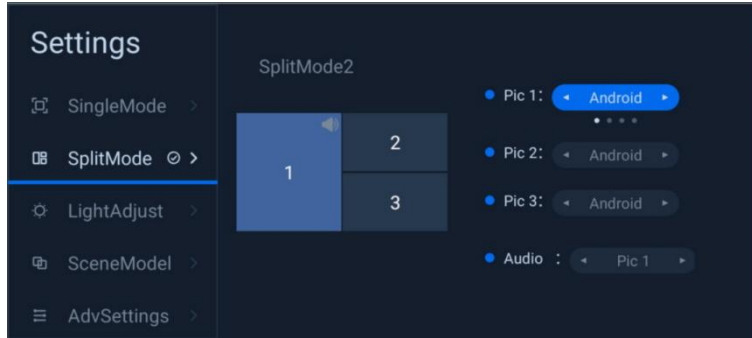 Settings
SingleMode
SplitMode
LightAdjust
SceneModel
AdvSettings
SplitMode2
1
2
3
Pic 1: Android
Pic 2: Android
Pic 3: Android
Audio : Pic 1